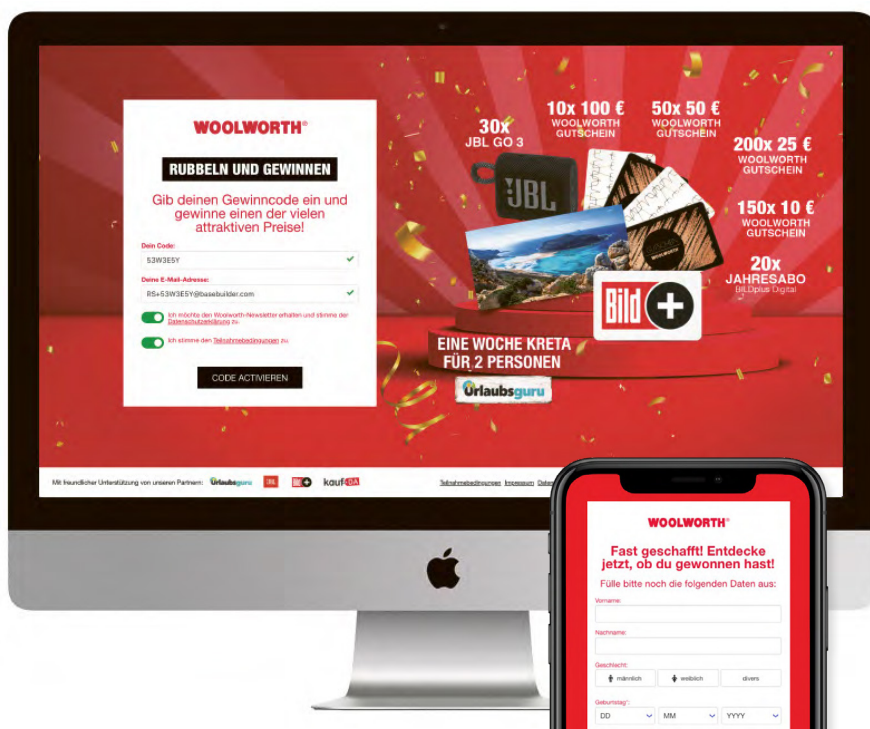 WOOLWORTH®
RUBBELN UND GEWINNEN
Gib deinen Gewinncode ein und
gewinne einen der vielen
attraktiven Preise!
Dein Code:
53W3E5Y
Deine E-Mail-Adresse:
RS+53W3E5Y@basebuilder.com
Ich möchte den Woolworth-Newsletter erhalten und stimme der
Datenschutzerklärung zu.
Ich stimme den Teilnahmebedingungen zu.
CODE ACTIVIEREN
30x
JBL GO 3
10x 100 €
WOOLWORTH
GUTSCHEIN
50x 50 €
WOOLWORTH
GUTSCHEIN
200x 25 €
WOOLWORTH
GUTSCHEIN
150x 10 €
WOOLWORTH
GUTSCHEIN
20x
JAHRESABO
BILDplus Digital
JBL
WOOLWORTH
Bild +
EINE WOCHE KRETA
FÜR 2 PERSONEN
Urlaubsguru
Mit freundlicher Unterstützung von unseren Partnern: Urlaubsguru JBL Bild + kaufDA
Teilnahmebedingungen Impressum
WOOLWORTH®
Fast geschafft! Entdecke
jetzt, ob du gewonnen hast!
Fülle bitte noch die folgenden Daten aus:
Vorname:
Nachname:
Geschlecht:
männlich weiblich divers
Geburtstag*:
DD MM YYYY